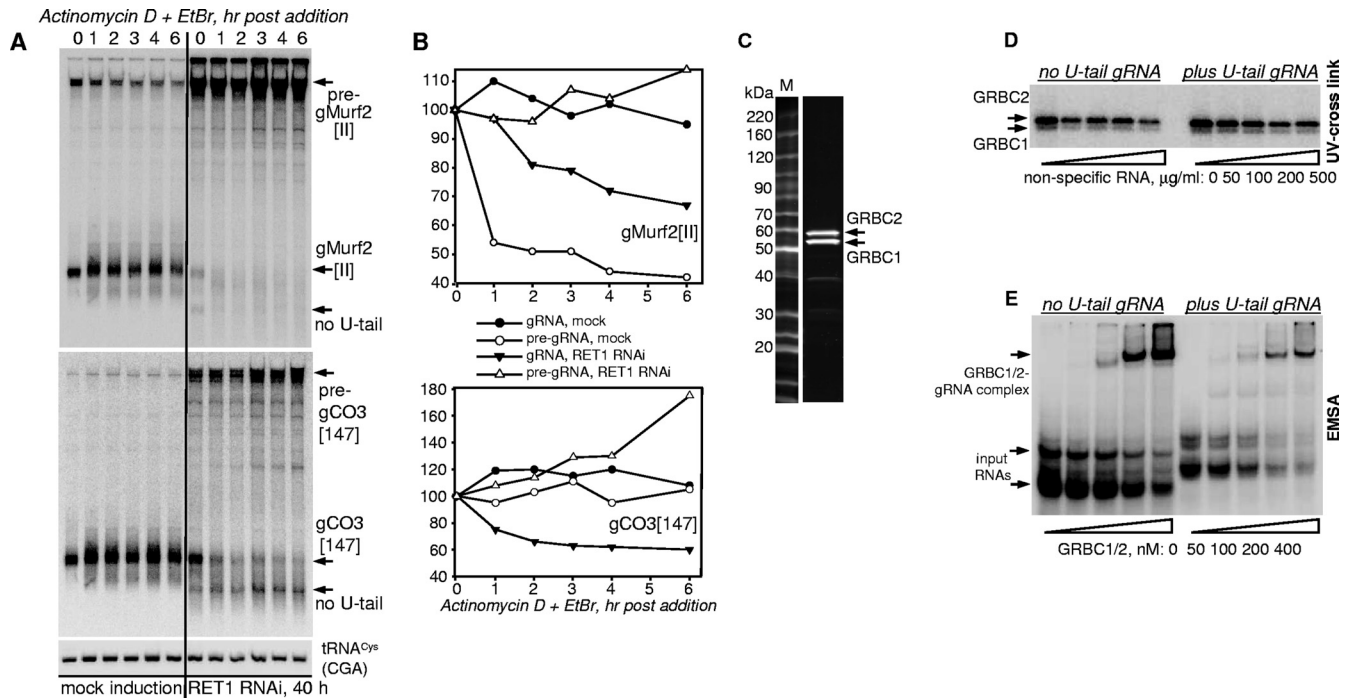 Actinomycin D + EtBr, hr post addition
A
0 1 2 3 4 6 0 1 2 3 4 6
pre-
gMurf2
[II]
gMurf2
[II]
no U-tail
pre-
gCO3
[147]
gCO3
[147]
no U-tail
tRNACys
(CGA)
mock induction RET1 RNAi, 40 h
B
110
100
90
80
70
60
50
40
gMurf2[II]
0 1 2 3 4 5 6
gRNA, mock
pre-gRNA, mock
gRNA, RET1 RNAi
pre-gRNA, RET1 RNAi
180
160
140
120
100
80
60
40
gCO3[147]
0 1 2 3 4 5 6
Actinomycin D + EtBr, hr post addition
C
kDa M
220
160
120
90
70
60
50
40
30
20
GRBC2
GRBC1
D
no U-tail gRNA plus U-tail gRNA
GRBC2
GRBC1
UV-cross link
non-specific RNA, µg/ml: 0 50 100 200 500
E
no U-tail gRNA plus U-tail gRNA
GRBC1/2-
gRNA complex
input
RNAs
EMSA
GRBC1/2, nM: 0 50 100 200 400